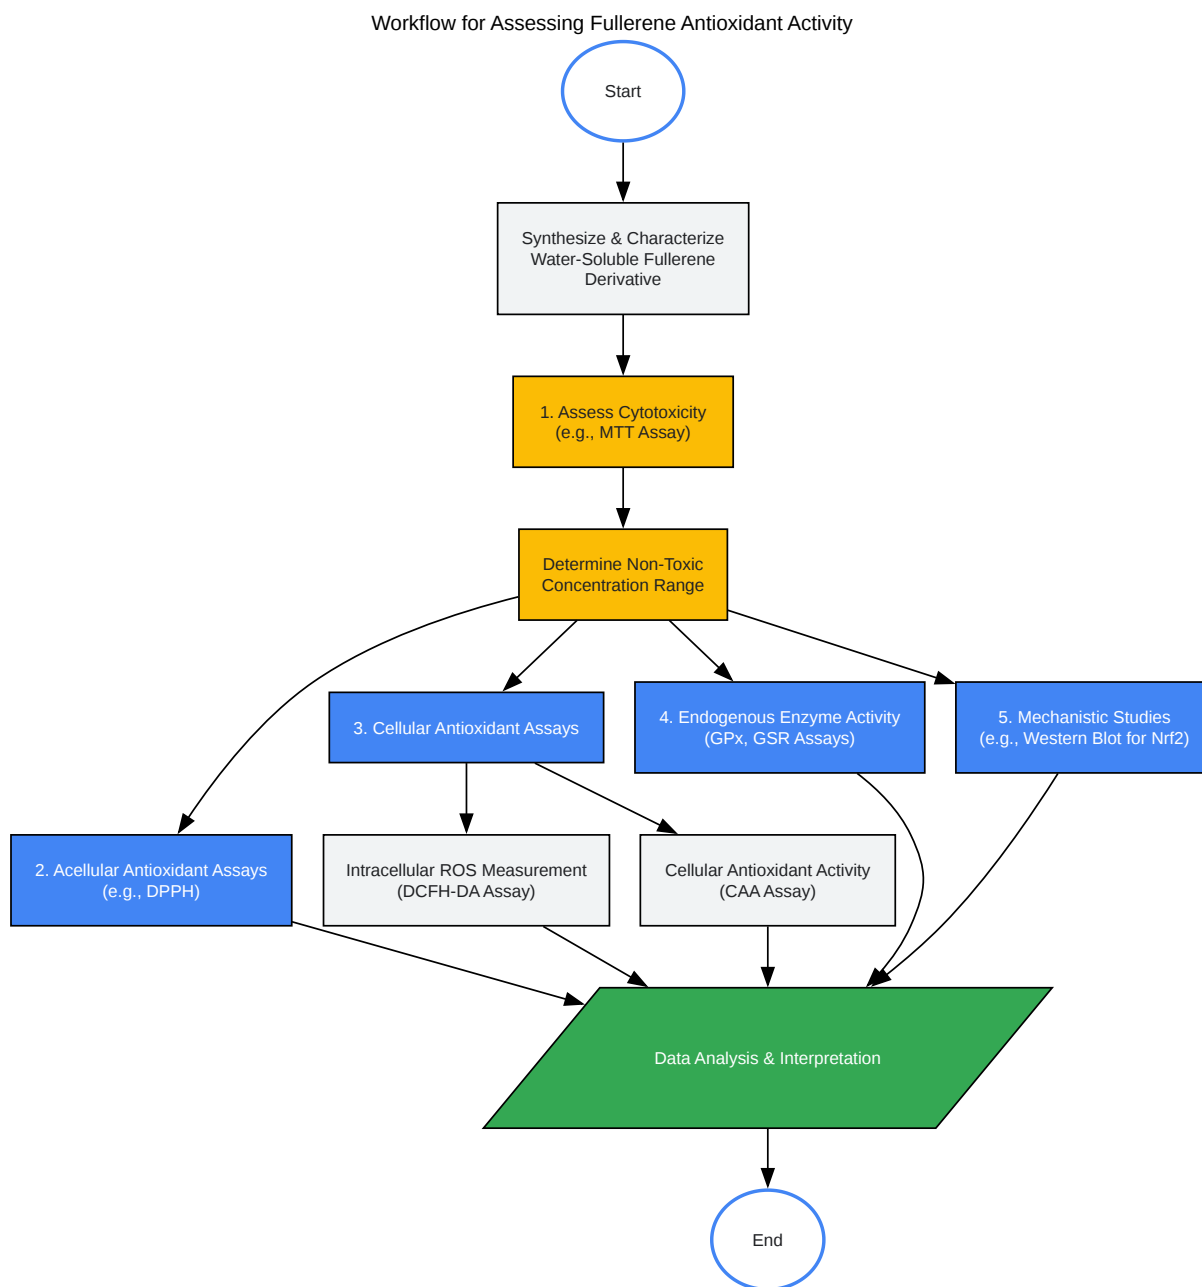 Workflow for Assessing Fullerene Antioxidant Activity
Start
Synthesize & Characterize
Water-Soluble Fullerene
Derivative
1. Assess Cytotoxicity
(e.g., MTT Assay)
Determine Non-Toxic
Concentration Range
3. Cellular Antioxidant Assays
4. Endogenous Enzyme Activity
(GPx, GSR Assays)
5. Mechanistic Studies
(e.g., Western Blot for Nrf2)
2. Acellular Antioxidant Assays
(e.g., DPPH)
Intracellular ROS Measurement
(DCFH-DA Assay)
Cellular Antioxidant Activity
(CAA Assay)
Data Analysis & Interpretation
End